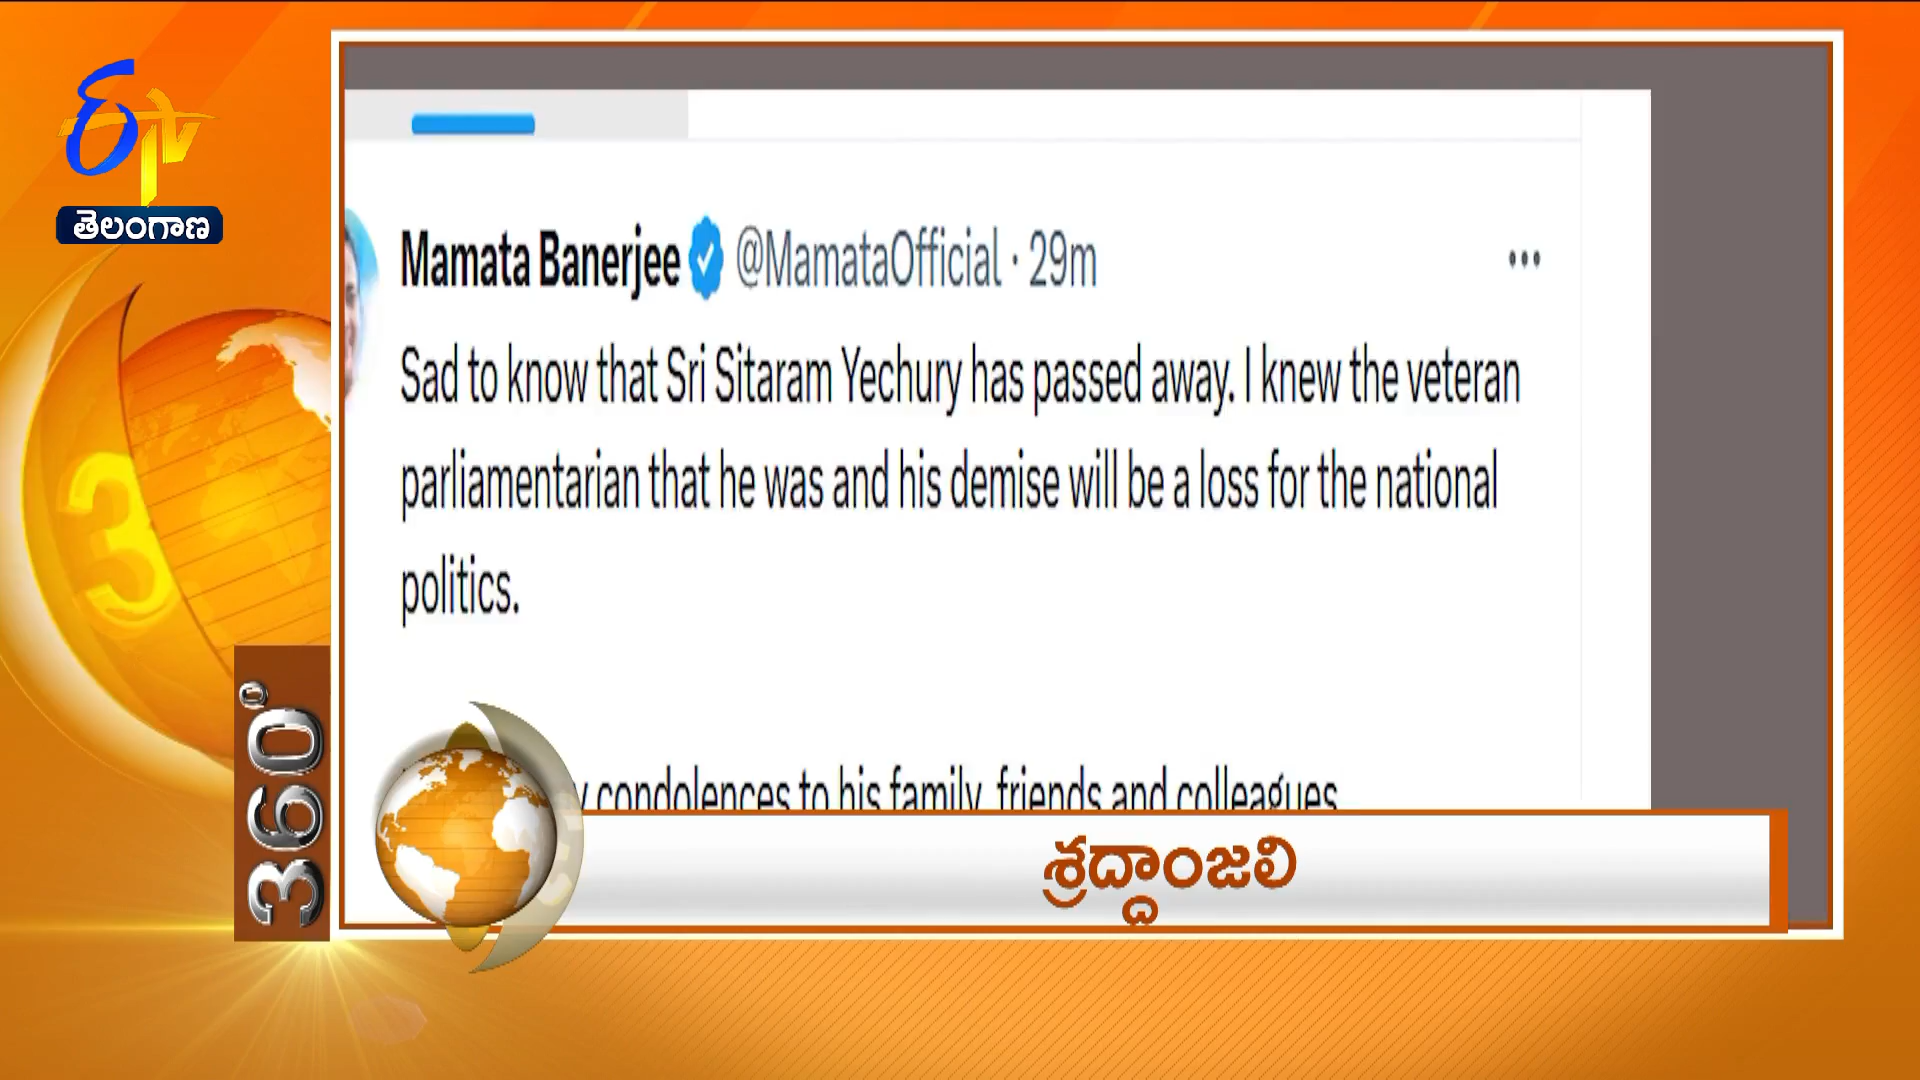 ETV
తెలంగాణ
Mamata Banerjee @MamataOfficial · 29m
Sad to know that Sri Sitaram Yechury has passed away. I knew the veteran
parliamentarian that he was and his demise will be a loss for the national
politics.
condolences to his family, friends and colleagues
360°
శ్రద్ధాంజలి